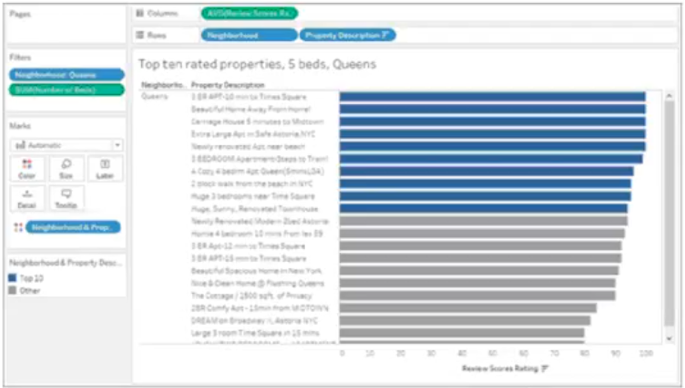 Pages
Columns
AVG(Review Scores Ra..
Rows
Neighborhood
Property Description
Filters
Neighborhood: Queens
SUM(Number of Beds)
Marks
Automatic
Color
Size
Label
Detail
Tooltip
Neighborhood & Prop..
Neighborhood & Property Desc...
Top 10
Other
Top ten rated properties, 5 beds, Queens
Neighborho..
Property Description
Queens
3 BR APT-10 min to Times Square
Beautiful Home Away From Home!
Carriage House 5 minutes to Midtown
Extra Large Apt in Safe Astoria, NYC
Newly renovated Apt near beach
3 BEDROOM Apartment-Steps to Train!
A Cozy 4 bedrm Apt Queen(5minsLGA)
2 block walk from the beach in NYC
Huge 3 bedrooms near Time Square
Huge, Sunny, Renovated Townhouse
Newly Renovated Modern 2bed Astoria
Home 4 bedroom 10 mins from lex 59
3 BR Apt-12 min to Times Square
3 BR APT-15 min to Times Square
Beautiful Spacious Home in New York
Nice & Clean Home @ Flushing Queens
The Cottage / 1500 sqft. of Privacy
2BR Comfy Apt - 15min from MIDTOWN
DREAM on Broadway !!, Astoria NYC
Large 3 room Time Square in 15 mins
0 10 20 30 40 50 60 70 80 90 100
Review Scores Rating